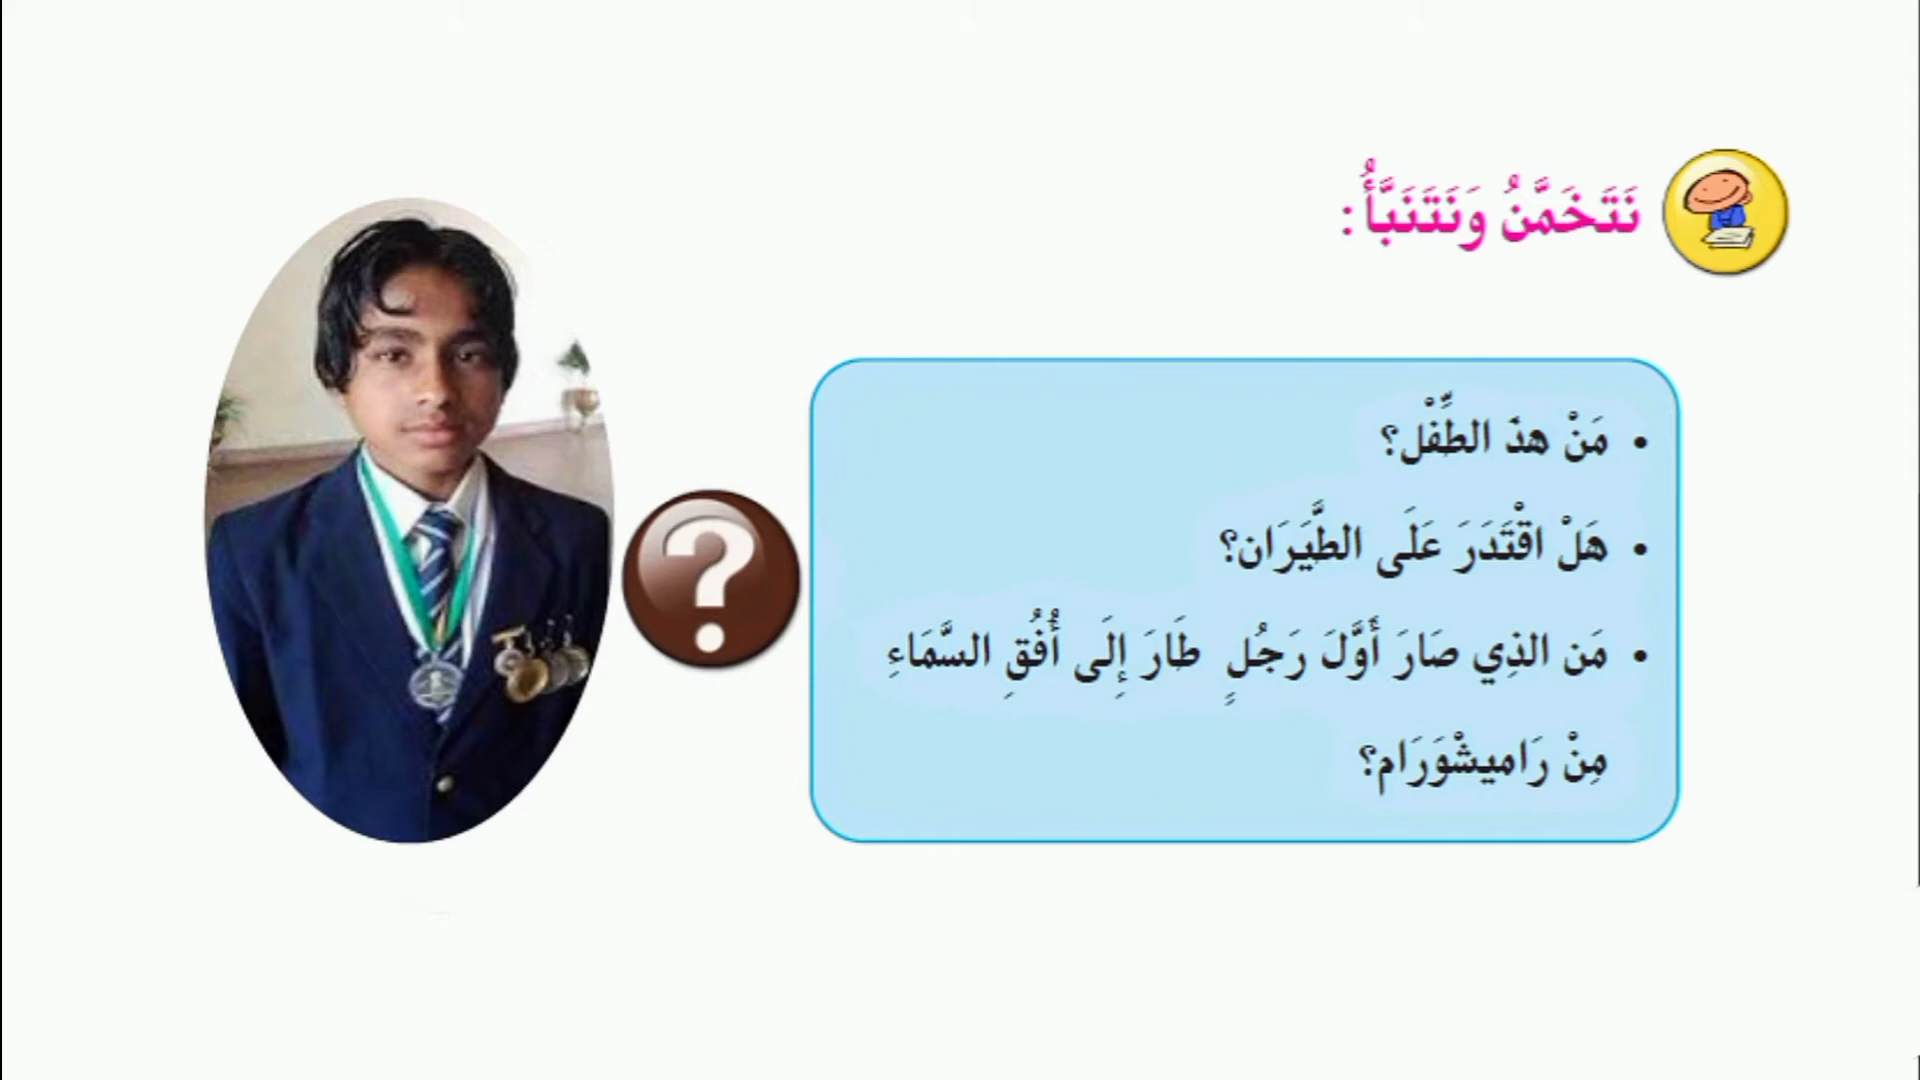 نَتَخَمَّنُ وَنَتَنَبَّأُ:
• مَنْ هذَ الطِّفْل؟
• هَلْ اقْتَدَرَ عَلَى الطَّيَرَان؟
• مَن الذِي صَارَ أَوَّلَ رَجُلٍ طَارَ إِلَى أُفُقِ السَّمَاءِ
مِنْ رَاميشْوَرَام؟
?